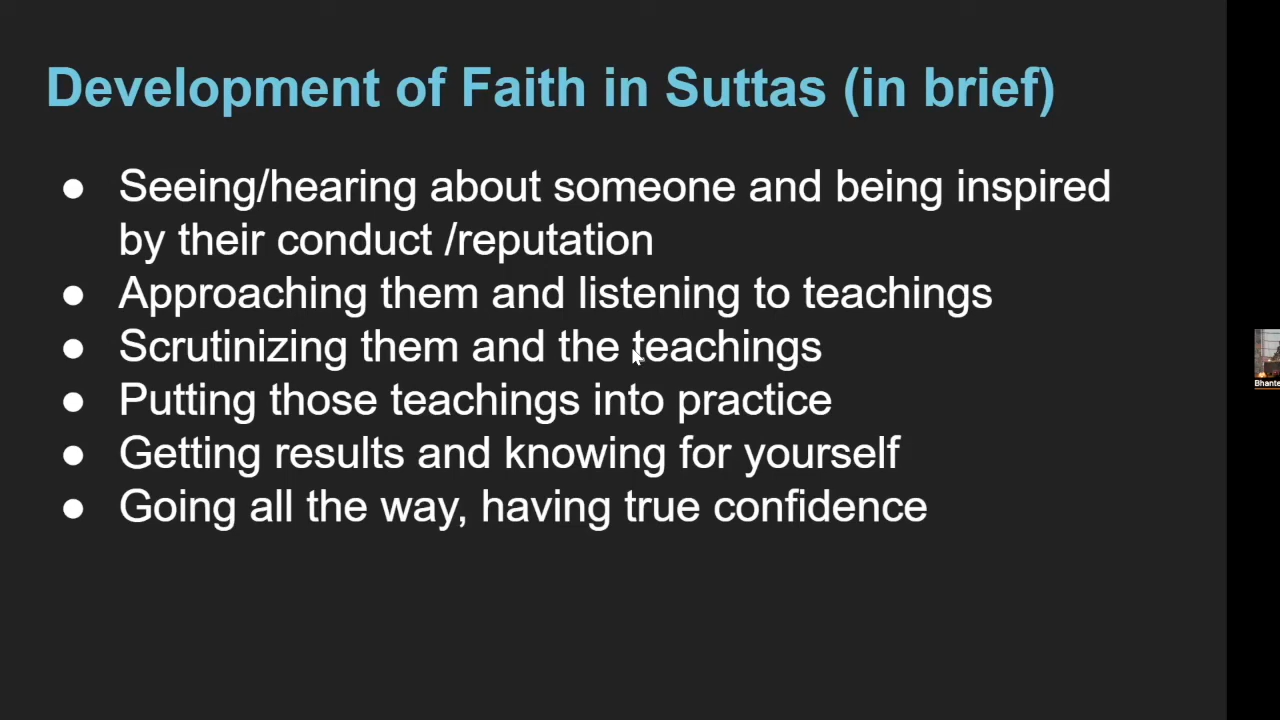 Development of Faith in Suttas (in brief)
● Seeing/hearing about someone and being inspired
by their conduct /reputation
● Approaching them and listening to teachings
● Scrutinizing them and the teachings
● Putting those teachings into practice
● Getting results and knowing for yourself
● Going all the way, having true confidence
Bhante